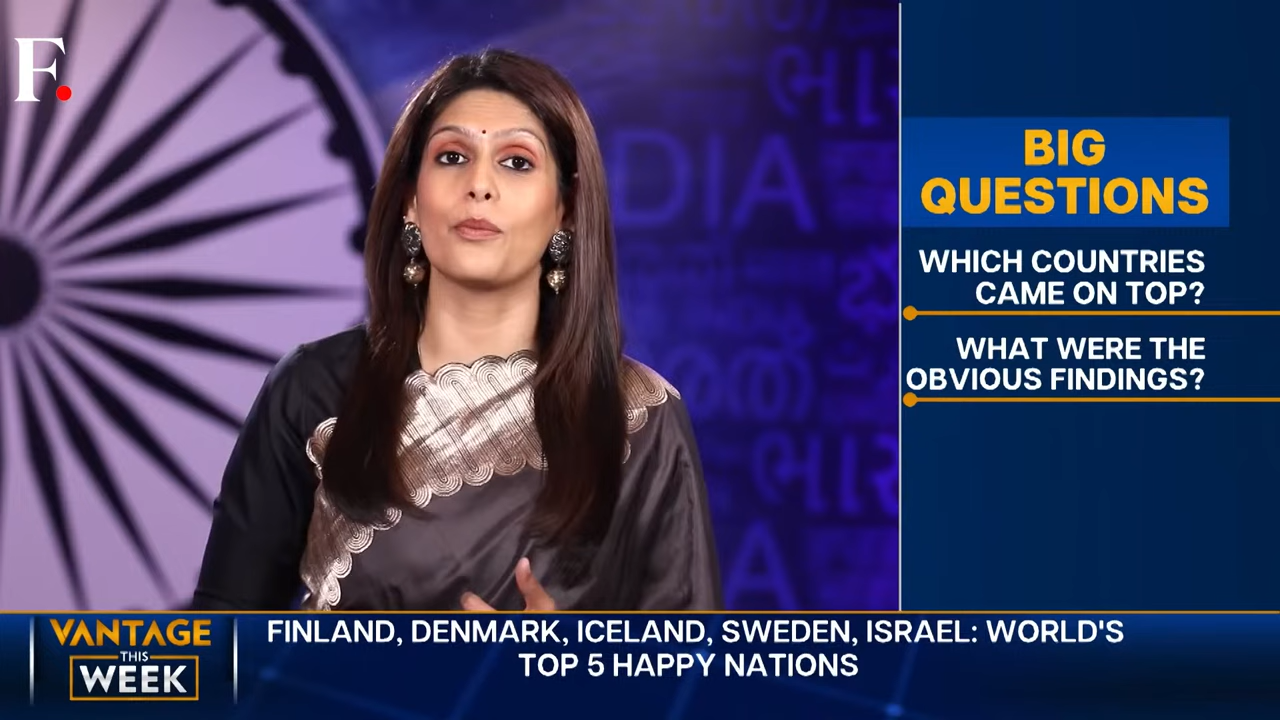 F.
DIA
ભાર
ભાર
A
BIG
QUESTIONS
WHICH COUNTRIES
CAME ON TOP?
WHAT WERE THE
OBVIOUS FINDINGS?
VANTAGE
THIS
WEEK
FINLAND, DENMARK, ICELAND, SWEDEN, ISRAEL: WORLD'S
TOP 5 HAPPY NATIONS